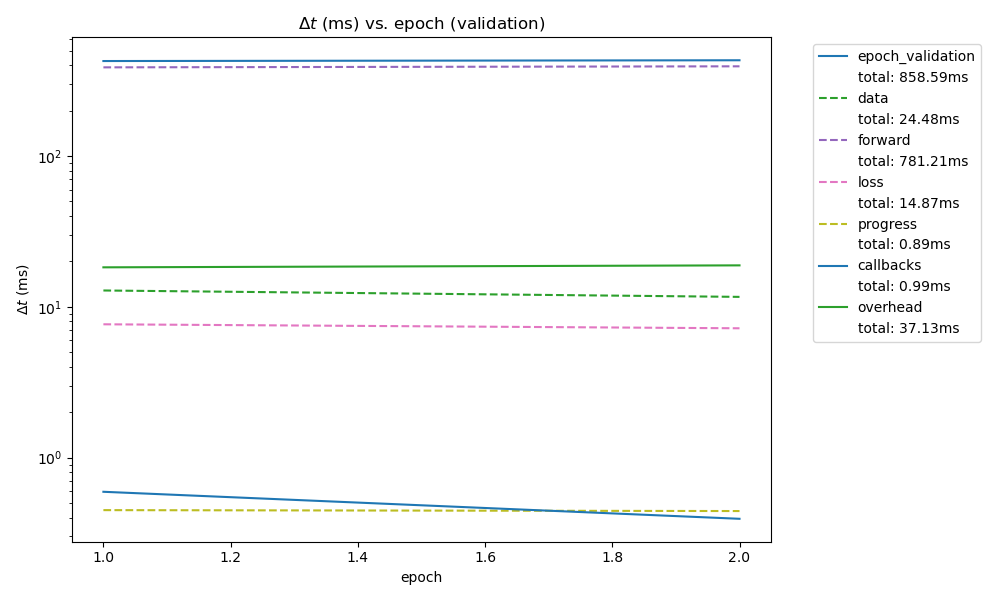 Δt (ms) vs. epoch (validation)
epoch_validation
total: 858.59ms
data
total: 24.48ms
forward
total: 781.21ms
loss
total: 14.87ms
progress
total: 0.89ms
callbacks
total: 0.99ms
overhead
total: 37.13ms
Δt (ms)
10²
10¹
10⁰
1.0 1.2 1.4 1.6 1.8 2.0
epoch